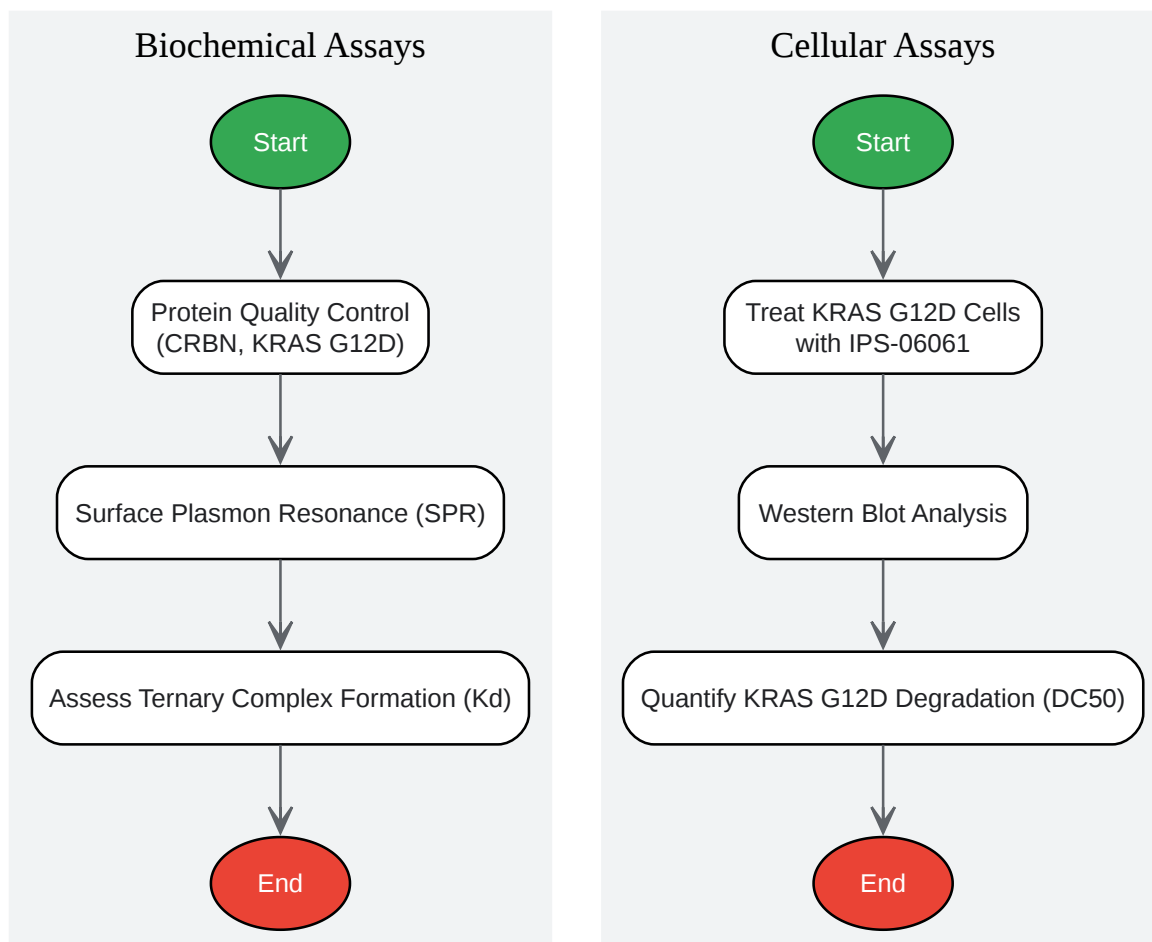 Biochemical Assays
Start
Protein Quality Control
(CRBN, KRAS G12D)
Surface Plasmon Resonance (SPR)
Assess Ternary Complex Formation (Kd)
End
Cellular Assays
Start
Treat KRAS G12D Cells
with IPS-06061
Western Blot Analysis
Quantify KRAS G12D Degradation (DC50)
End